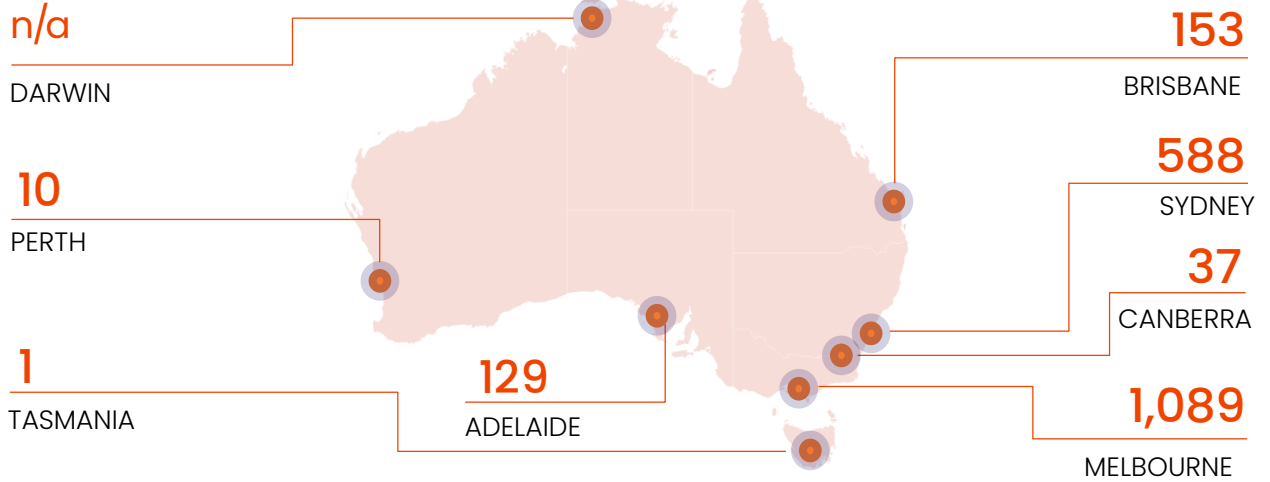 n/a
DARWIN
153
BRISBANE
588
SYDNEY
10
PERTH
37
CANBERRA
1
TASMANIA
129
ADELAIDE
1,089
MELBOURNE